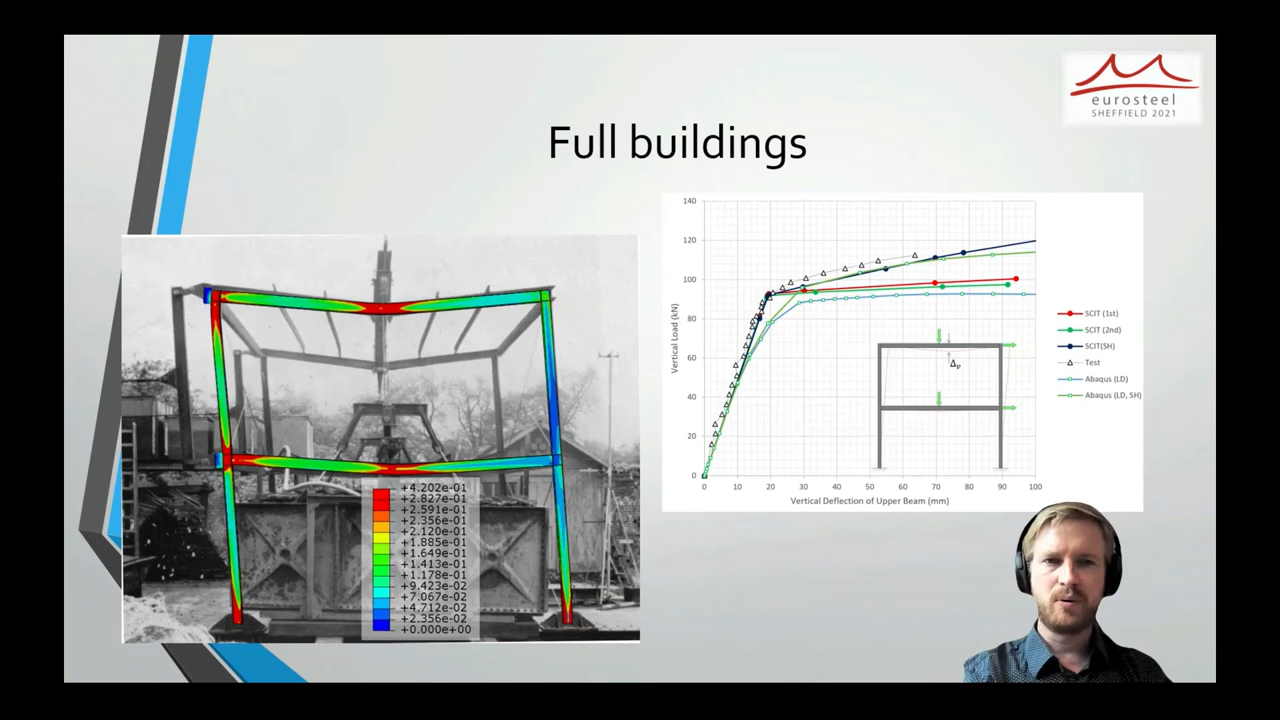 eurosteel
SHEFFIELD 2021
Full buildings
+4.202e-01
+2.827e-01
+2.591e-01
+2.356e-01
+2.120e-01
+1.885e-01
+1.649e-01
+1.413e-01
+1.178e-01
+9.423e-02
+7.067e-02
+4.712e-02
+2.356e-02
+0.000e+00
140
120
100
80
60
40
20
0
Vertical Load (kN)
0 10 20 30 40 50 60 70 80 90 100
Vertical Deflection of Upper Beam (mm)
Δv
SCIT (1st)
SCIT (2nd)
SCIT(SH)
Test
Abaqus (LD)
Abaqus (LD, SH)